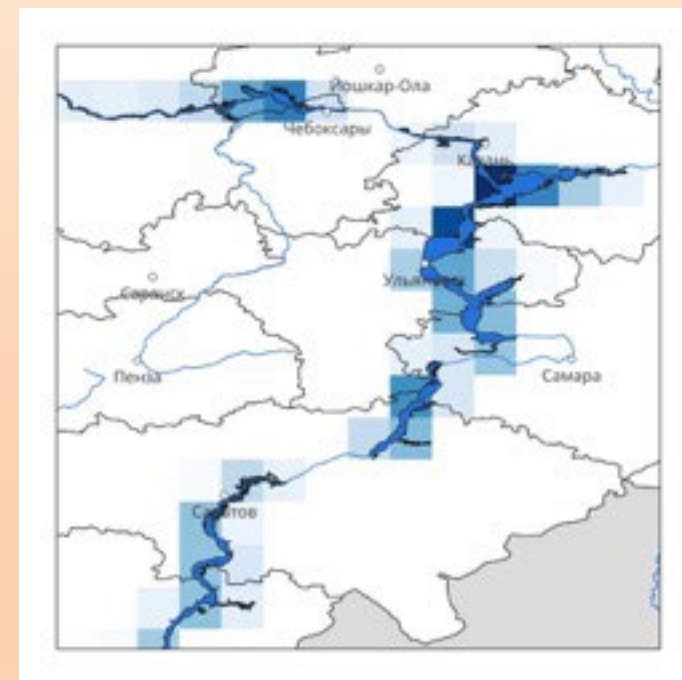 Йошкар-Ола
Чебоксары
Казань
Ульяновск
Саранск
Пенза
Самара
Саратов